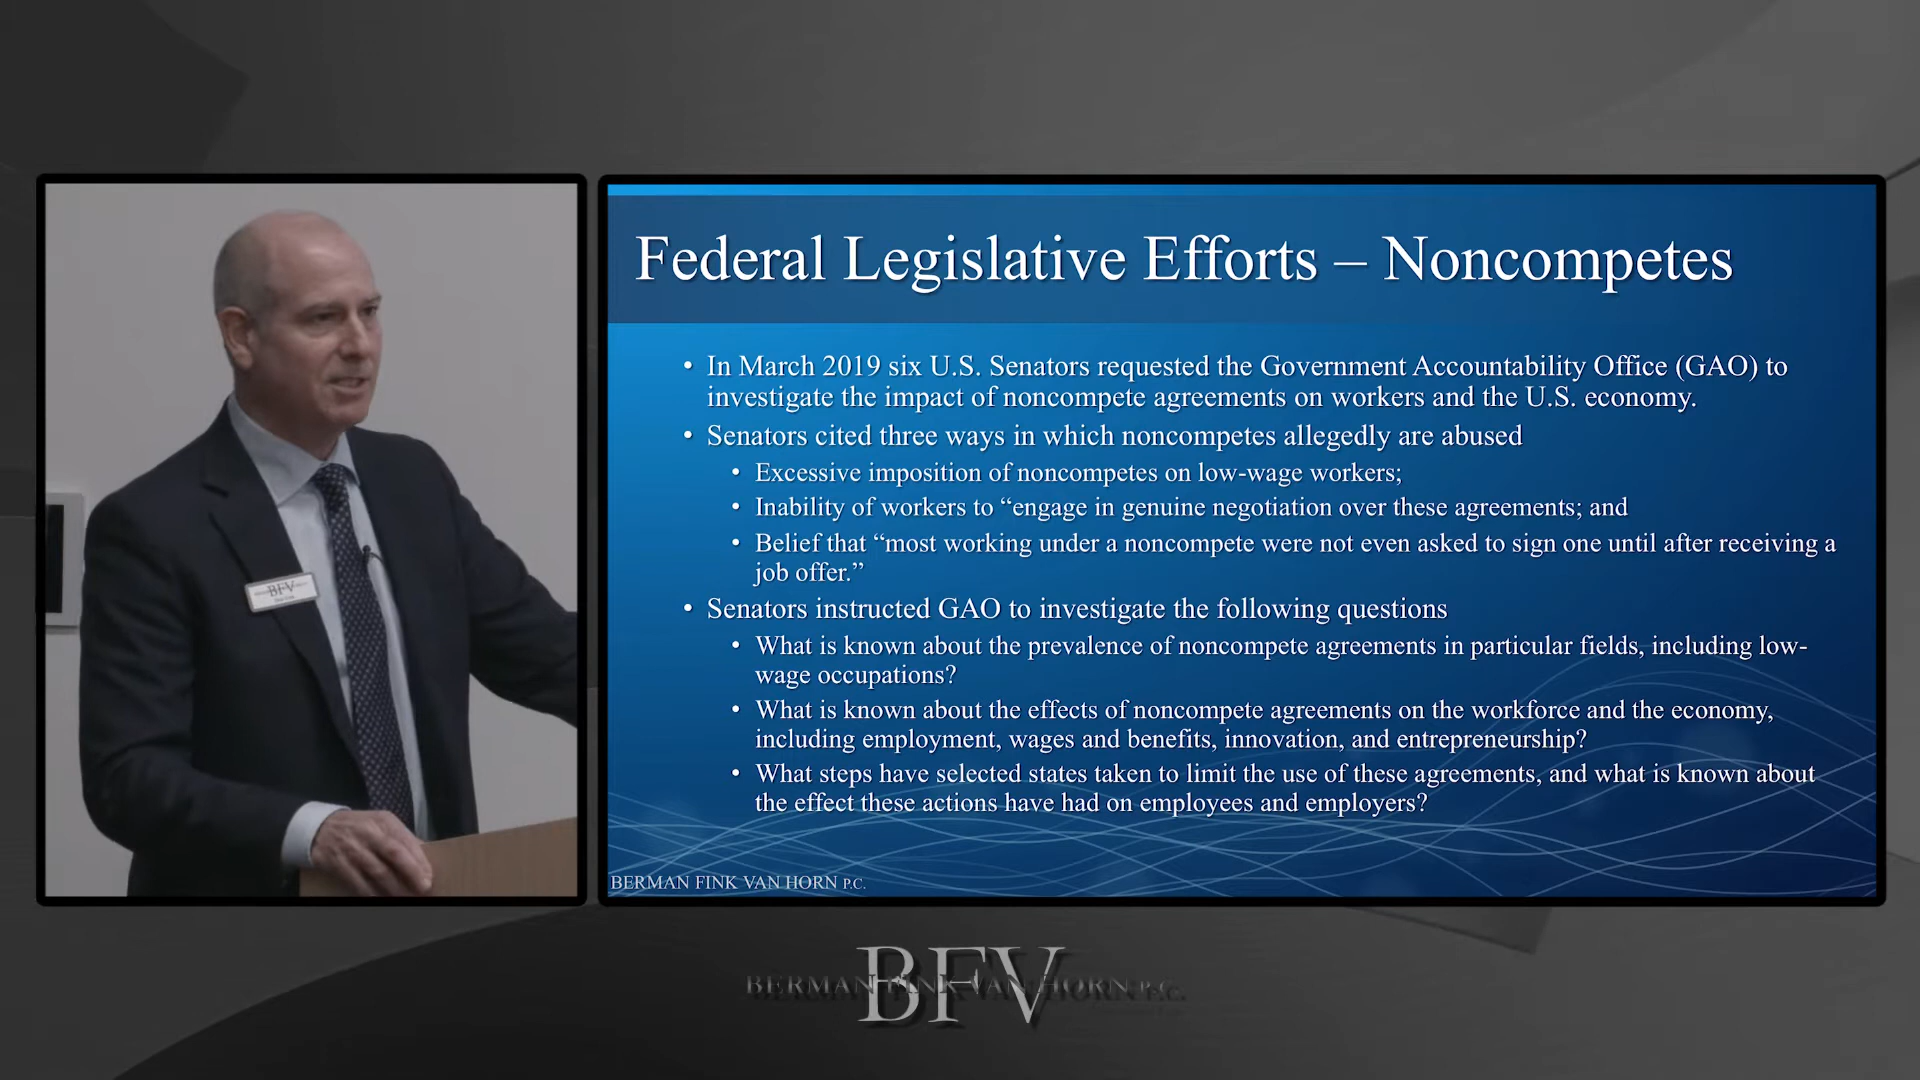 Federal Legislative Efforts – Noncompetes
• In March 2019 six U.S. Senators requested the Government Accountability Office (GAO) to
investigate the impact of noncompete agreements on workers and the U.S. economy.
• Senators cited three ways in which noncompetes allegedly are abused
• Excessive imposition of noncompetes on low-wage workers;
• Inability of workers to “engage in genuine negotiation over these agreements; and
• Belief that “most working under a noncompete were not even asked to sign one until after receiving a
job offer.”
• Senators instructed GAO to investigate the following questions
• What is known about the prevalence of noncompete agreements in particular fields, including low-
wage occupations?
• What is known about the effects of noncompete agreements on the workforce and the economy,
including employment, wages and benefits, innovation, and entrepreneurship?
• What steps have selected states taken to limit the use of these agreements, and what is known about
the effect these actions have had on employees and employers?
BERMAN FINK VAN HORN P.C.
BFV
BFV
BERMAN FINK VAN HORN P.C.